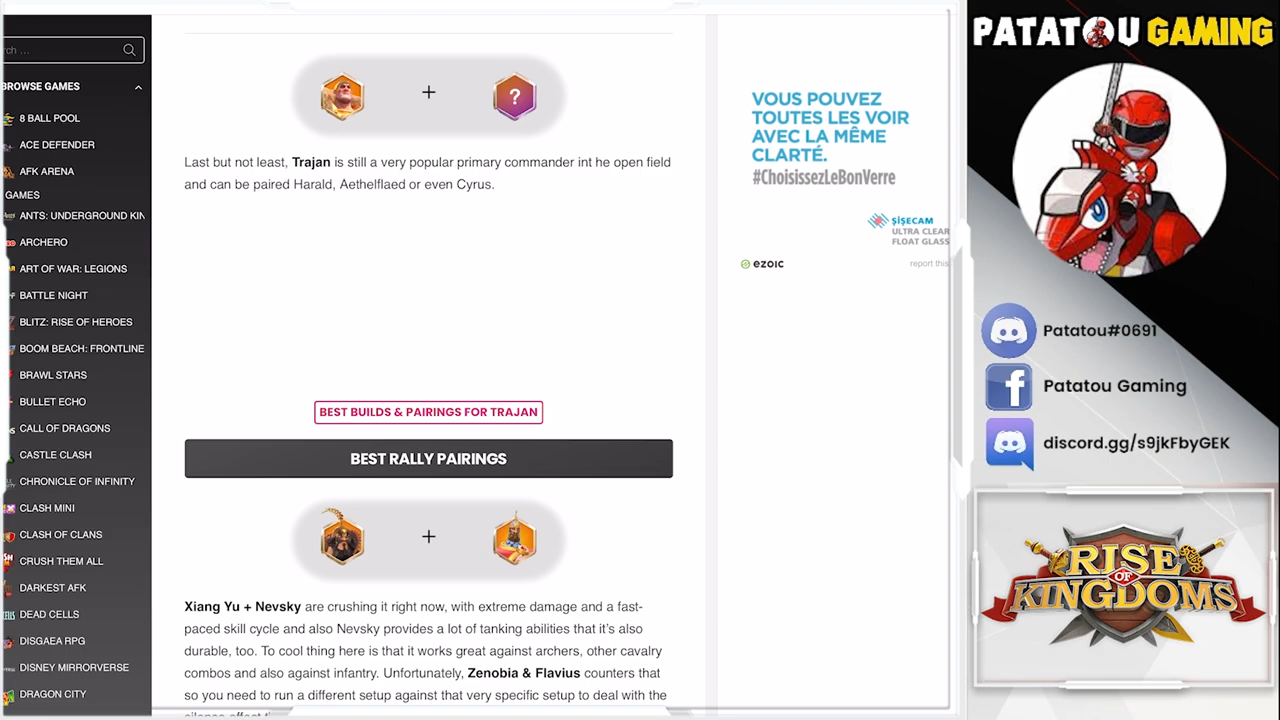 rch ...
BROWSE GAMES
8 BALL POOL
ACE DEFENDER
AFK ARENA
GAMES
ANTS: UNDERGROUND KIN
ARCHERO
ART OF WAR: LEGIONS
BATTLE NIGHT
BLITZ: RISE OF HEROES
BOOM BEACH: FRONTLINE
BRAWL STARS
BULLET ECHO
CALL OF DRAGONS
CASTLE CLASH
CHRONICLE OF INFINITY
CLASH MINI
CLASH OF CLANS
CRUSH THEM ALL
DARKEST AFK
DEAD CELLS
DISGAEA RPG
DISNEY MIRRORVERSE
DRAGON CITY
+
?
Last but not least, Trajan is still a very popular primary commander int he open field
and can be paired Harald, Aethelflaed or even Cyrus.
BEST BUILDS & PAIRINGS FOR TRAJAN
BEST RALLY PAIRINGS
+
Xiang Yu + Nevsky are crushing it right now, with extreme damage and a fast-
paced skill cycle and also Nevsky provides a lot of tanking abilities that it's also
durable, too. To cool thing here is that it works great against archers, other cavalry
combos and also against infantry. Unfortunately, Zenobia & Flavius counters that
so you need to run a different setup against that very specific setup to deal with the
VOUS POUVEZ
TOUTES LES VOIR
AVEC LA MÊME
CLARTÉ.
#ChoisissezLeBonVerre
ŞİŞECAM
ULTRA CLEAR
FLOAT GLASS
EZOIC
report this
PATATOU GAMING
Patatou#0691
Patatou Gaming
discord.gg/s9jkFbyGEK
RISE
OF
KINGDOMS